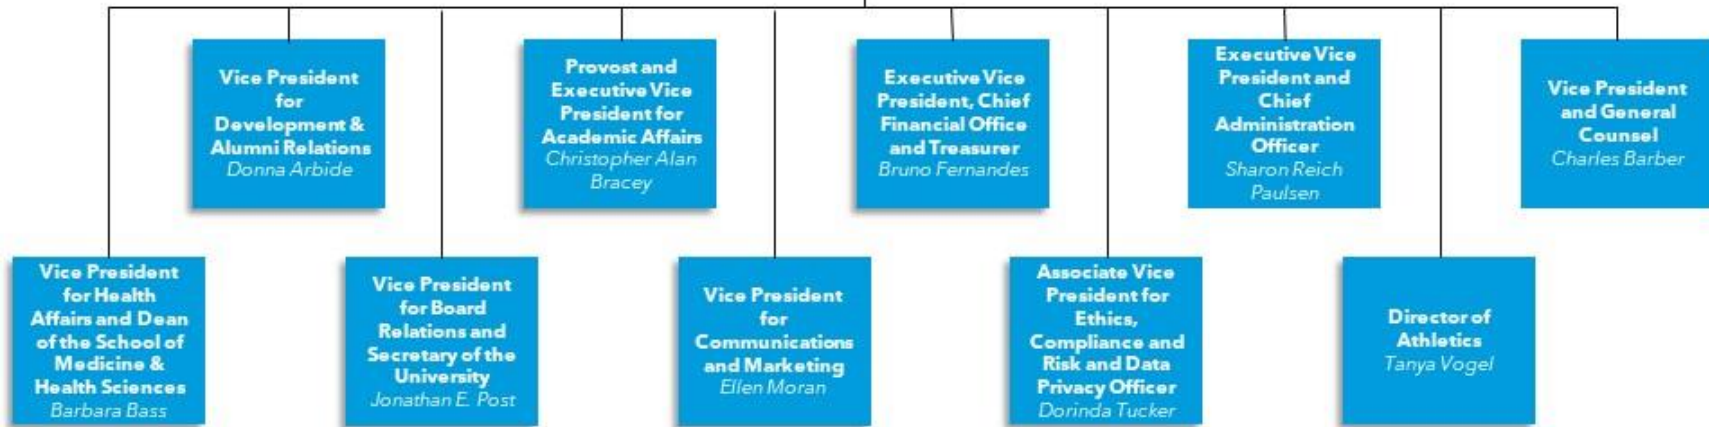 Vice President
for
Development &
Alumni Relations
Donna Arbide
Provost and
Executive Vice
President for
Academic Affairs
Christopher Alan
Bracey
Executive Vice
President, Chief
Financial Office
and Treasurer
Bruno Fernandes
Executive Vice
President and
Chief
Administration
Officer
Sharon Reich
Paulsen
Vice President
and General
Counsel
Charles Barber
Vice President
for Health
Affairs and Dean
of the School of
Medicine &
Health Sciences
Barbara Bass
Vice President
for Board
Relations and
Secretary of the
University
Jonathan E. Post
Vice President
for
Communications
and Marketing
Ellen Moran
Associate Vice
President for
Ethics,
Compliance and
Risk and Data
Privacy Officer
Dorinda Tucker
Director of
Athletics
Tanya Vogel